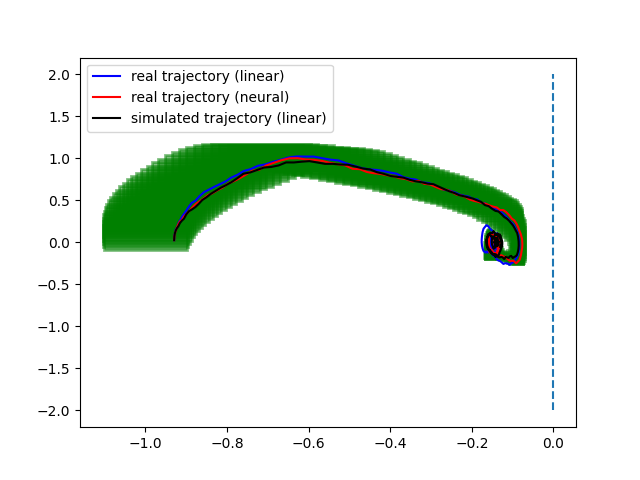 real trajectory (linear)
real trajectory (neural)
simulated trajectory (linear)
2.0
1.5
1.0
0.5
0.0
−0.5
−1.0
−1.5
−2.0
−1.0 −0.8 −0.6 −0.4 −0.2 0.0